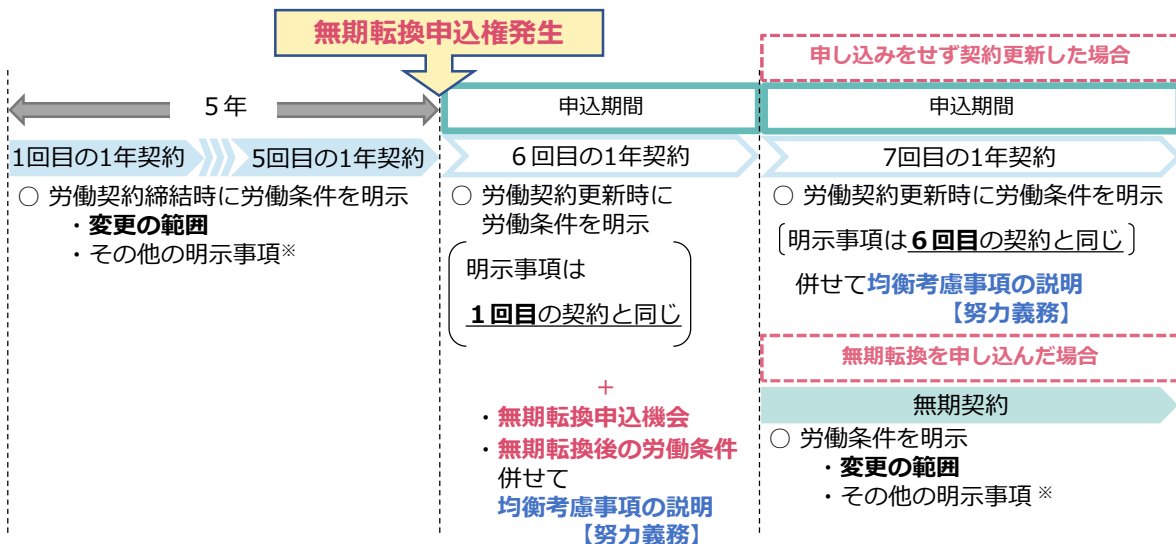 無期転換申込権発生
5年
1回目の1年契約
5回目の1年契約
○ 労働契約締結時に労働条件を明示
・変更の範囲
・その他の明示事項※
申込期間
6回目の1年契約
○ 労働契約更新時に
労働条件を明示
明示事項は
1回目の契約と同じ
+
・無期転換申込機会
・無期転換後の労働条件
併せて
均衡考慮事項の説明
【努力義務】
申し込みをせず契約更新した場合
申込期間
7回目の1年契約
○ 労働契約更新時に労働条件を明示
(明示事項は6回目の契約と同じ)
併せて均衡考慮事項の説明
【努力義務】
無期転換を申し込んだ場合
無期契約
○ 労働条件を明示
・変更の範囲
・その他の明示事項※